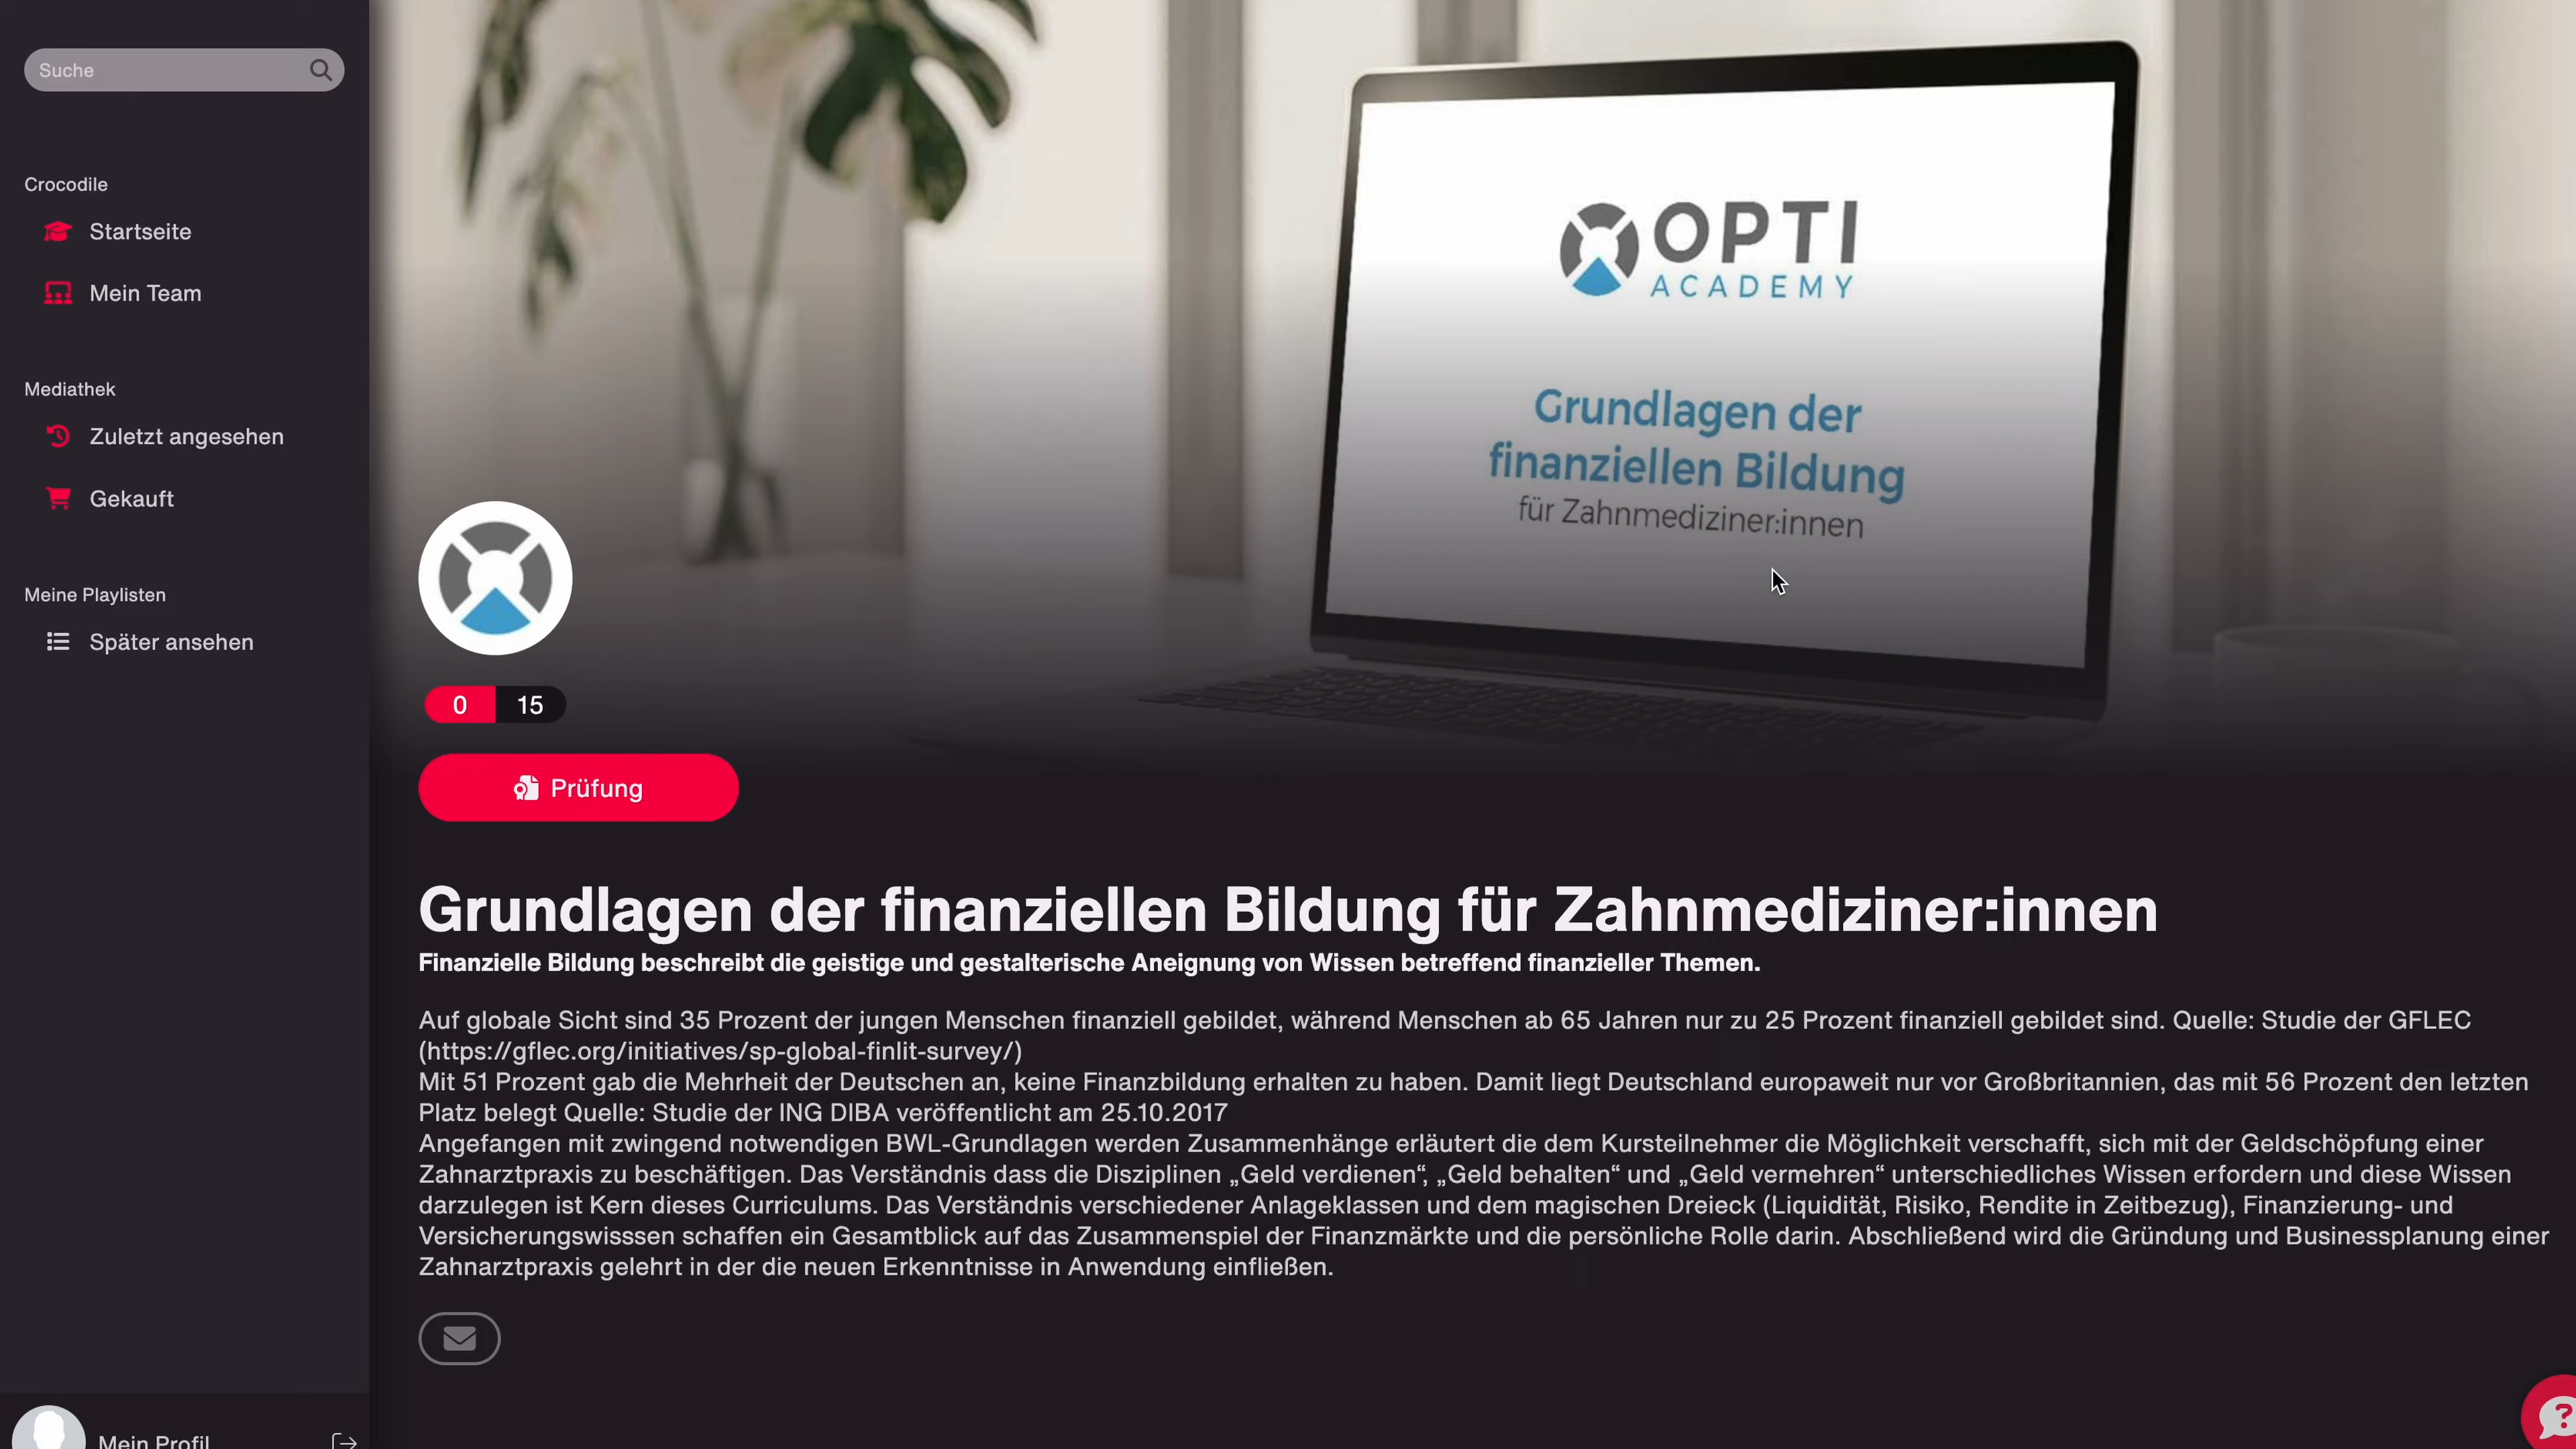 Suche
Crocodile
Startseite
Mein Team
Mediathek
Zuletzt angesehen
Gekauft
Meine Playlisten
Später ansehen
Mein Profil
OPTI
ACADEMY
Grundlagen der
finanziellen Bildung
für Zahnmediziner:innen
0 15
Prüfung
Grundlagen der finanziellen Bildung für Zahnmediziner:innen
Finanzielle Bildung beschreibt die geistige und gestalterische Aneignung von Wissen betreffend finanzieller Themen.
Auf globale Sicht sind 35 Prozent der jungen Menschen finanziell gebildet, während Menschen ab 65 Jahren nur zu 25 Prozent finanziell gebildet sind. Quelle: Studie der GFLEC
(https://gflec.org/initiatives/sp-global-finlit-survey/)
Mit 51 Prozent gab die Mehrheit der Deutschen an, keine Finanzbildung erhalten zu haben. Damit liegt Deutschland europaweit nur vor Großbritannien, das mit 56 Prozent den letzten
Platz belegt Quelle: Studie der ING DIBA veröffentlicht am 25.10.2017
Angefangen mit zwingend notwendigen BWL-Grundlagen werden Zusammenhänge erläutert die dem Kursteilnehmer die Möglichkeit verschafft, sich mit der Geldschöpfung einer
Zahnarztpraxis zu beschäftigen. Das Verständnis dass die Disziplinen „Geld verdienen“, „Geld behalten“ und „Geld vermehren“ unterschiedliches Wissen erfordern und diese Wissen
darzulegen ist Kern dieses Curriculums. Das Verständnis verschiedener Anlageklassen und dem magischen Dreieck (Liquidität, Risiko, Rendite in Zeitbezug), Finanzierung- und
Versicherungswisssen schaffen ein Gesamtblick auf das Zusammenspiel der Finanzmärkte und die persönliche Rolle darin. Abschließend wird die Gründung und Businessplanung einer
Zahnarztpraxis gelehrt in der die neuen Erkenntnisse in Anwendung einfließen.